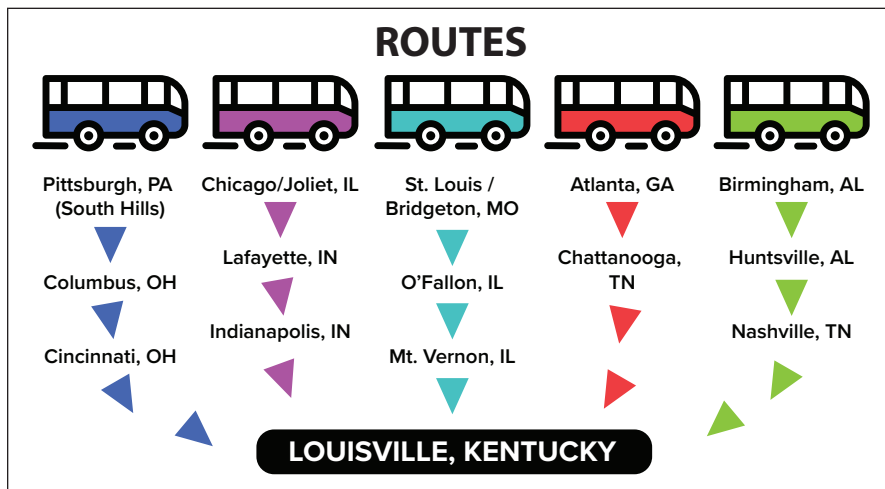 ROUTES
Pittsburgh, PA
(South Hills)
Columbus, OH
Cincinnati, OH
Chicago/Joliet, IL
Lafayette, IN
Indianapolis, IN
St. Louis /
Bridgeton, MO
O'Fallon, IL
Mt. Vernon, IL
Atlanta, GA
Chattanooga,
TN
Birmingham, AL
Huntsville, AL
Nashville, TN
LOUISVILLE, KENTUCKY